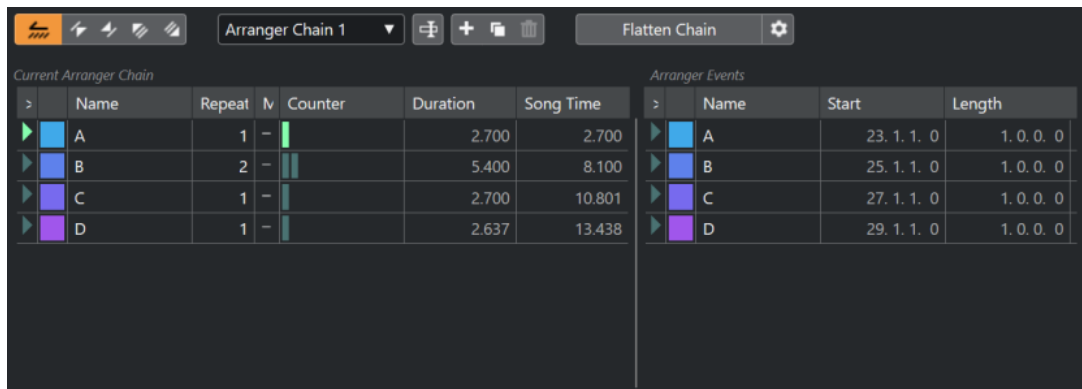 Arranger Chain 1 Flatten Chain
Current Arranger Chain Arranger Events
Name Repeat M Counter Duration Song Time Name Start Length
A 1 – 2.700 2.700 A 23. 1. 1. 0 1. 0. 0. 0
B 2 – 5.400 8.100 B 25. 1. 1. 0 1. 0. 0. 0
C 1 – 2.700 10.801 C 27. 1. 1. 0 1. 0. 0. 0
D 1 – 2.637 13.438 D 29. 1. 1. 0 1. 0. 0. 0